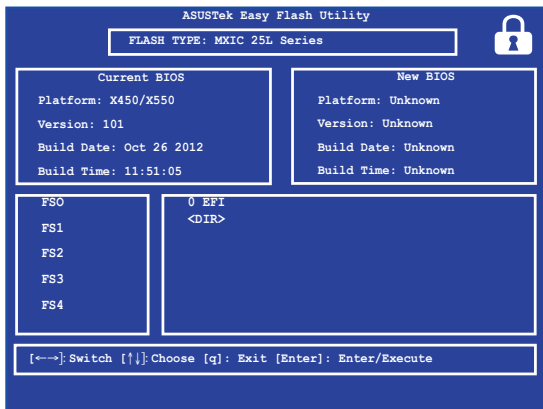 ASUSTek Easy Flash Utility
FLASH TYPE: MXIC 25L Series
Current BIOS
Platform: X450/X550
Version: 101
Build Date: Oct 26 2012
Build Time: 11:51:05
New BIOS
Platform: Unknown
Version: Unknown
Build Date: Unknown
Build Time: Unknown
FSO
FS1
FS2
FS3
FS4
0 EFI
<DIR>
[←→]: Switch [↑↓]: Choose [q]: Exit [Enter]: Enter/Execute